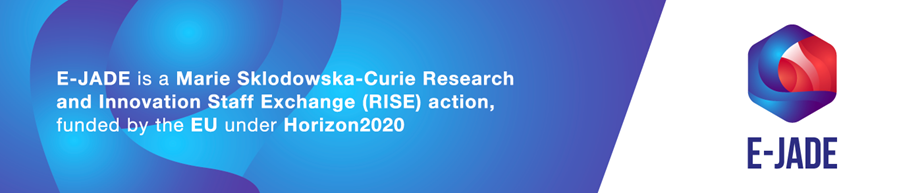 E-JADE is a Marie Sklodowska-Curie Research
and Innovation Staff Exchange (RISE) action,
funded by the EU under Horizon2020
E-JADE